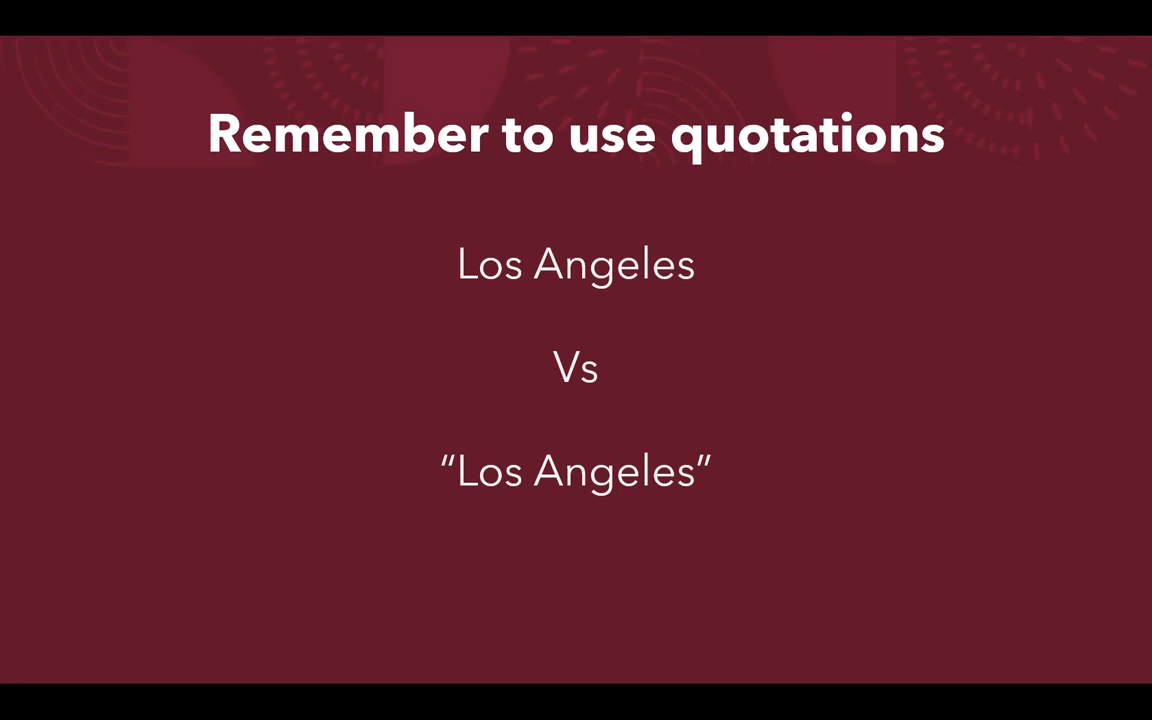 Remember to use quotations
Los Angeles
Vs
“Los Angeles”